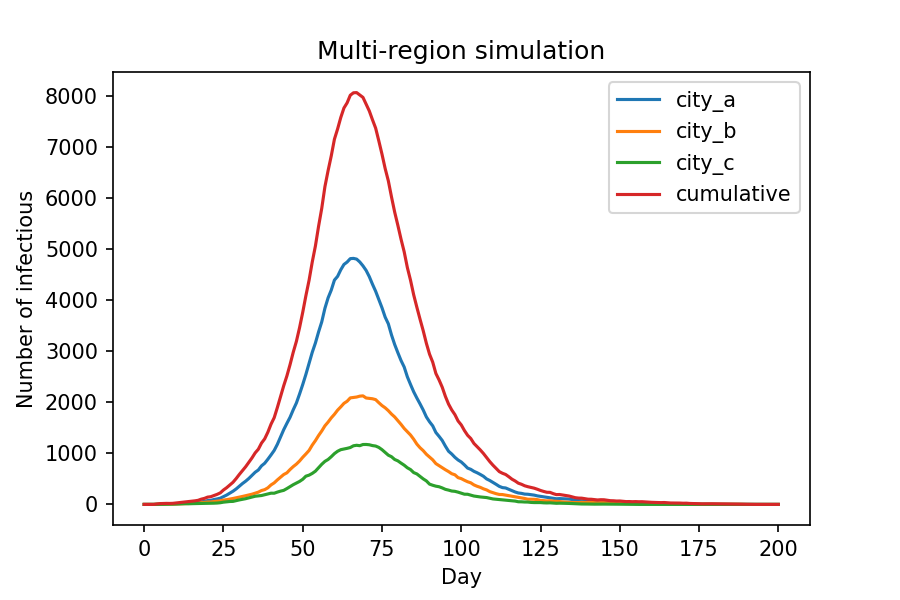 Multi-region simulation
city_a
city_b
city_c
cumulative
Number of infectious
8000
7000
6000
5000
4000
3000
2000
1000
0
0 25 50 75 100 125 150 175 200
Day